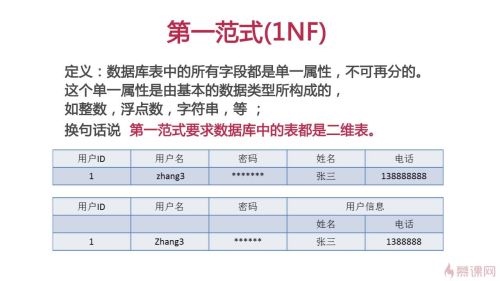 第一范式(1NF)
定义：数据库表中的所有字段都是单一属性，不可再分的。
这个单一属性是由基本的数据类型所构成的，
如整数，浮点数，字符串，等 ；
换句话说 第一范式要求数据库中的表都是二维表。
用户ID 用户名 密码 姓名 电话
1 zhang3 ******* 张三 138888888
用户ID 用户名 密码 用户信息
姓名 电话
1 Zhang3 ****** 张三 1388888
慕课网